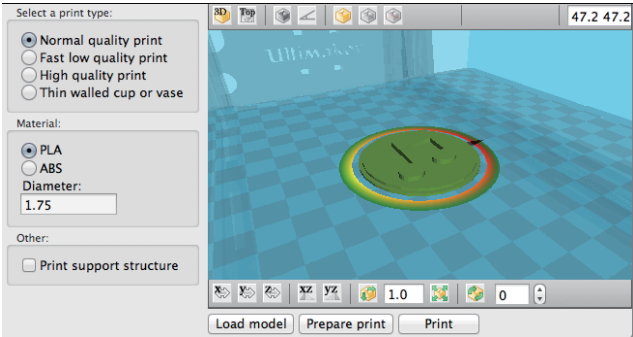 Select a print type:
Normal quality print
Fast low quality print
High quality print
Thin walled cup or vase
Material:
PLA
ABS
Diameter:
1.75
Other:
Print support structure
3D Top 47.2 47.2
Ultimaker
x y z xz yz 1.0 0
Load model Prepare print Print